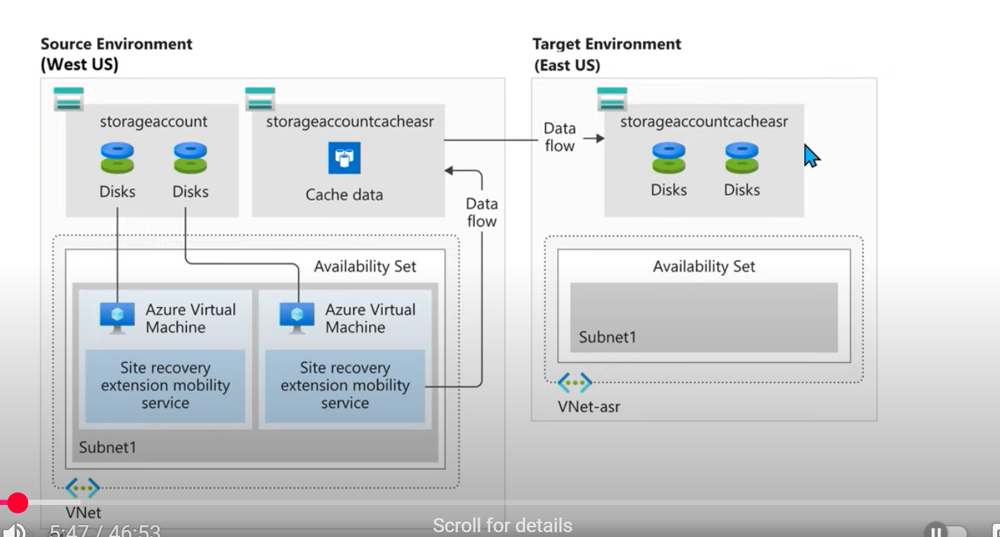 Source Environment
(West US)
Target Environment
(East US)
storageaccount
Disks
Disks
storageaccountcacheasr
Cache data
Data
flow
storageaccountcacheasr
Disks
Disks
Data
flow
Availability Set
Azure Virtual
Machine
Site recovery
extension mobility
service
Azure Virtual
Machine
Site recovery
extension mobility
service
Subnet1
VNet
Availability Set
Subnet1
VNet-asr
5:47 / 46:53
Scroll for details